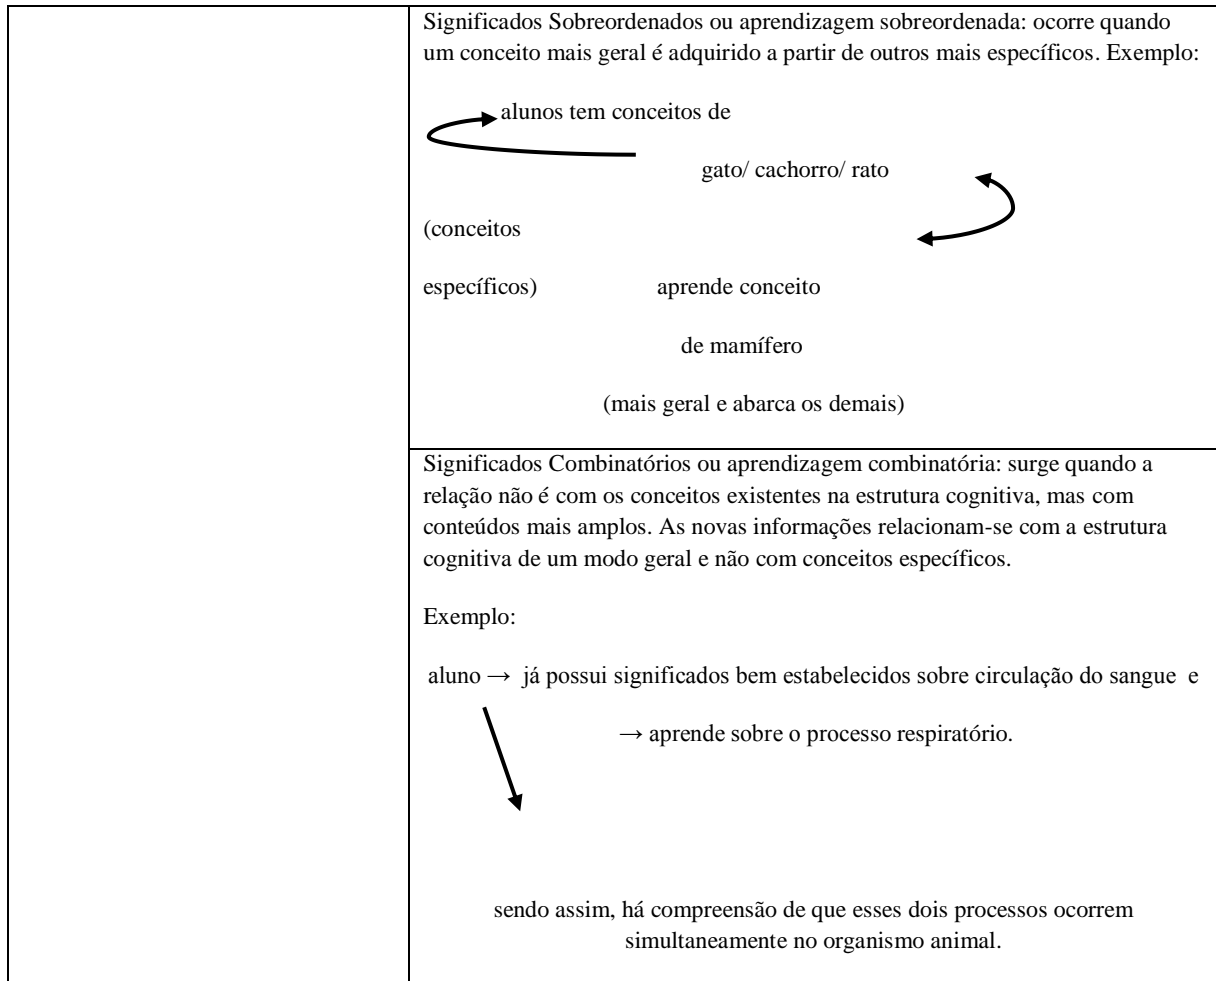 Significados Sobreordenados ou aprendizagem sobreordenada: ocorre quando
um conceito mais geral é adquirido a partir de outros mais específicos. Exemplo:
alunos tem conceitos de
gato/ cachorro/ rato
(conceitos
específicos) aprende conceito
de mamífero
(mais geral e abarca os demais)
Significados Combinatórios ou aprendizagem combinatória: surge quando a
relação não é com os conceitos existentes na estrutura cognitiva, mas com
conteúdos mais amplos. As novas informações relacionam-se com a estrutura
cognitiva de um modo geral e não com conceitos específicos.
Exemplo:
aluno → já possui significados bem estabelecidos sobre circulação do sangue e
→ aprende sobre o processo respiratório.
sendo assim, há compreensão de que esses dois processos ocorrem
simultaneamente no organismo animal.